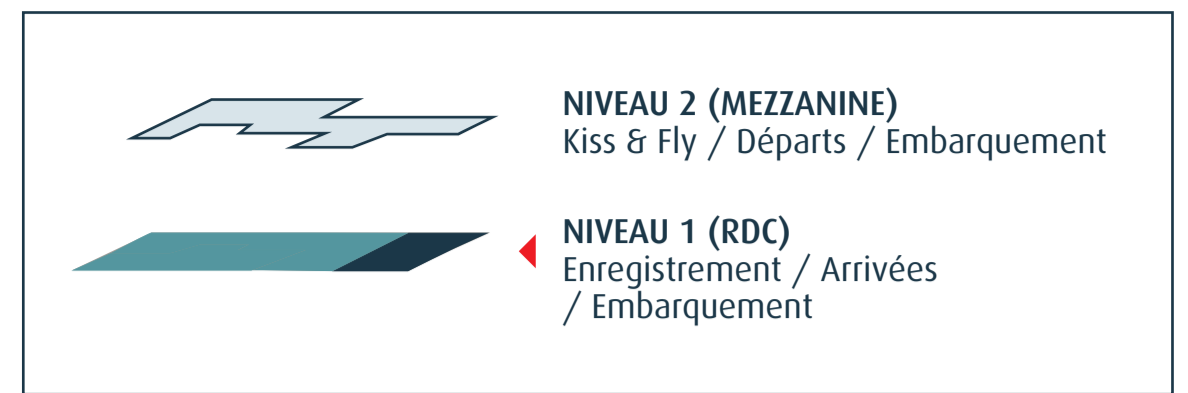 NIVEAU 2 (MEZZANINE)
Kiss & Fly / Départs / Embarquement
NIVEAU 1 (RDC)
Enregistrement / Arrivées
/ Embarquement